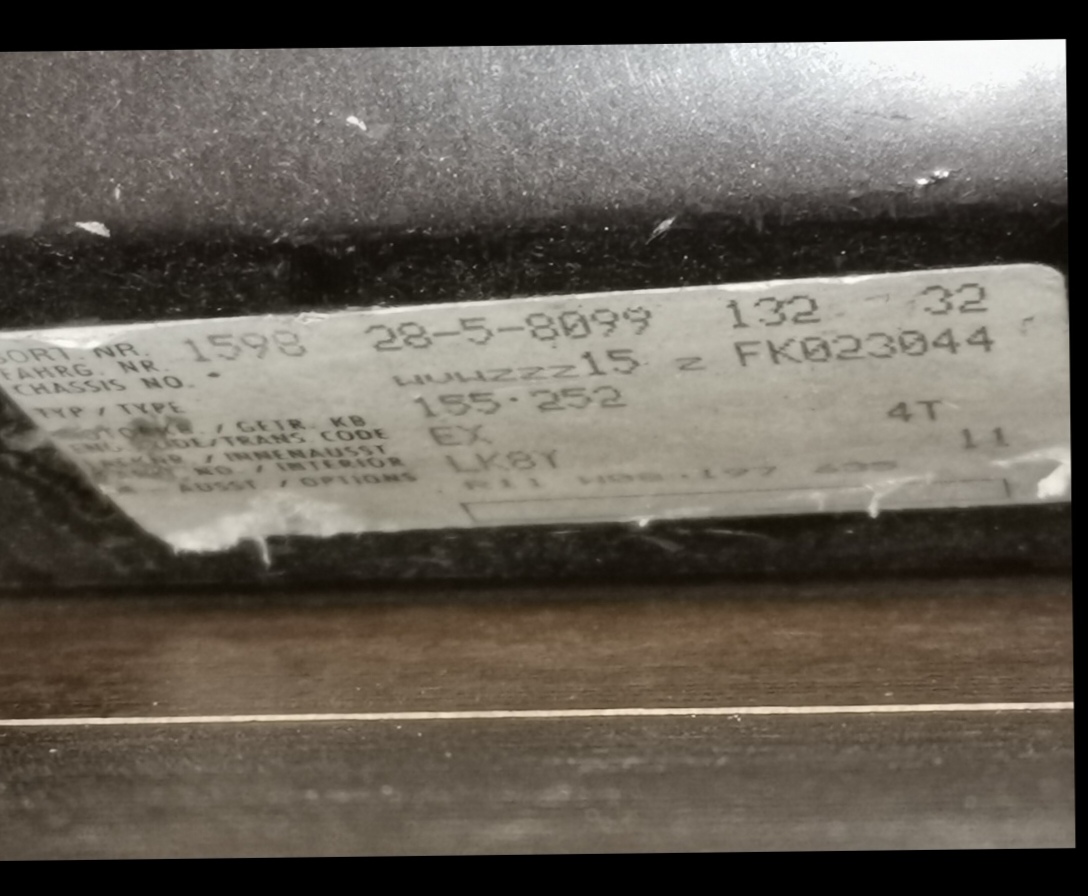 SORT. NR. 1598 28-5-8099 132 32
FAHRG. NR.
CHASSIS NO. WVWZZZ15 Z FK023044
TYP / TYPE 155·252
/ GETR. KB EX 4T
CODE/TRANS. CODE
/ INNENAUSST LK8Y 11
NO. / INTERIOR
AUSST / OPTIONS